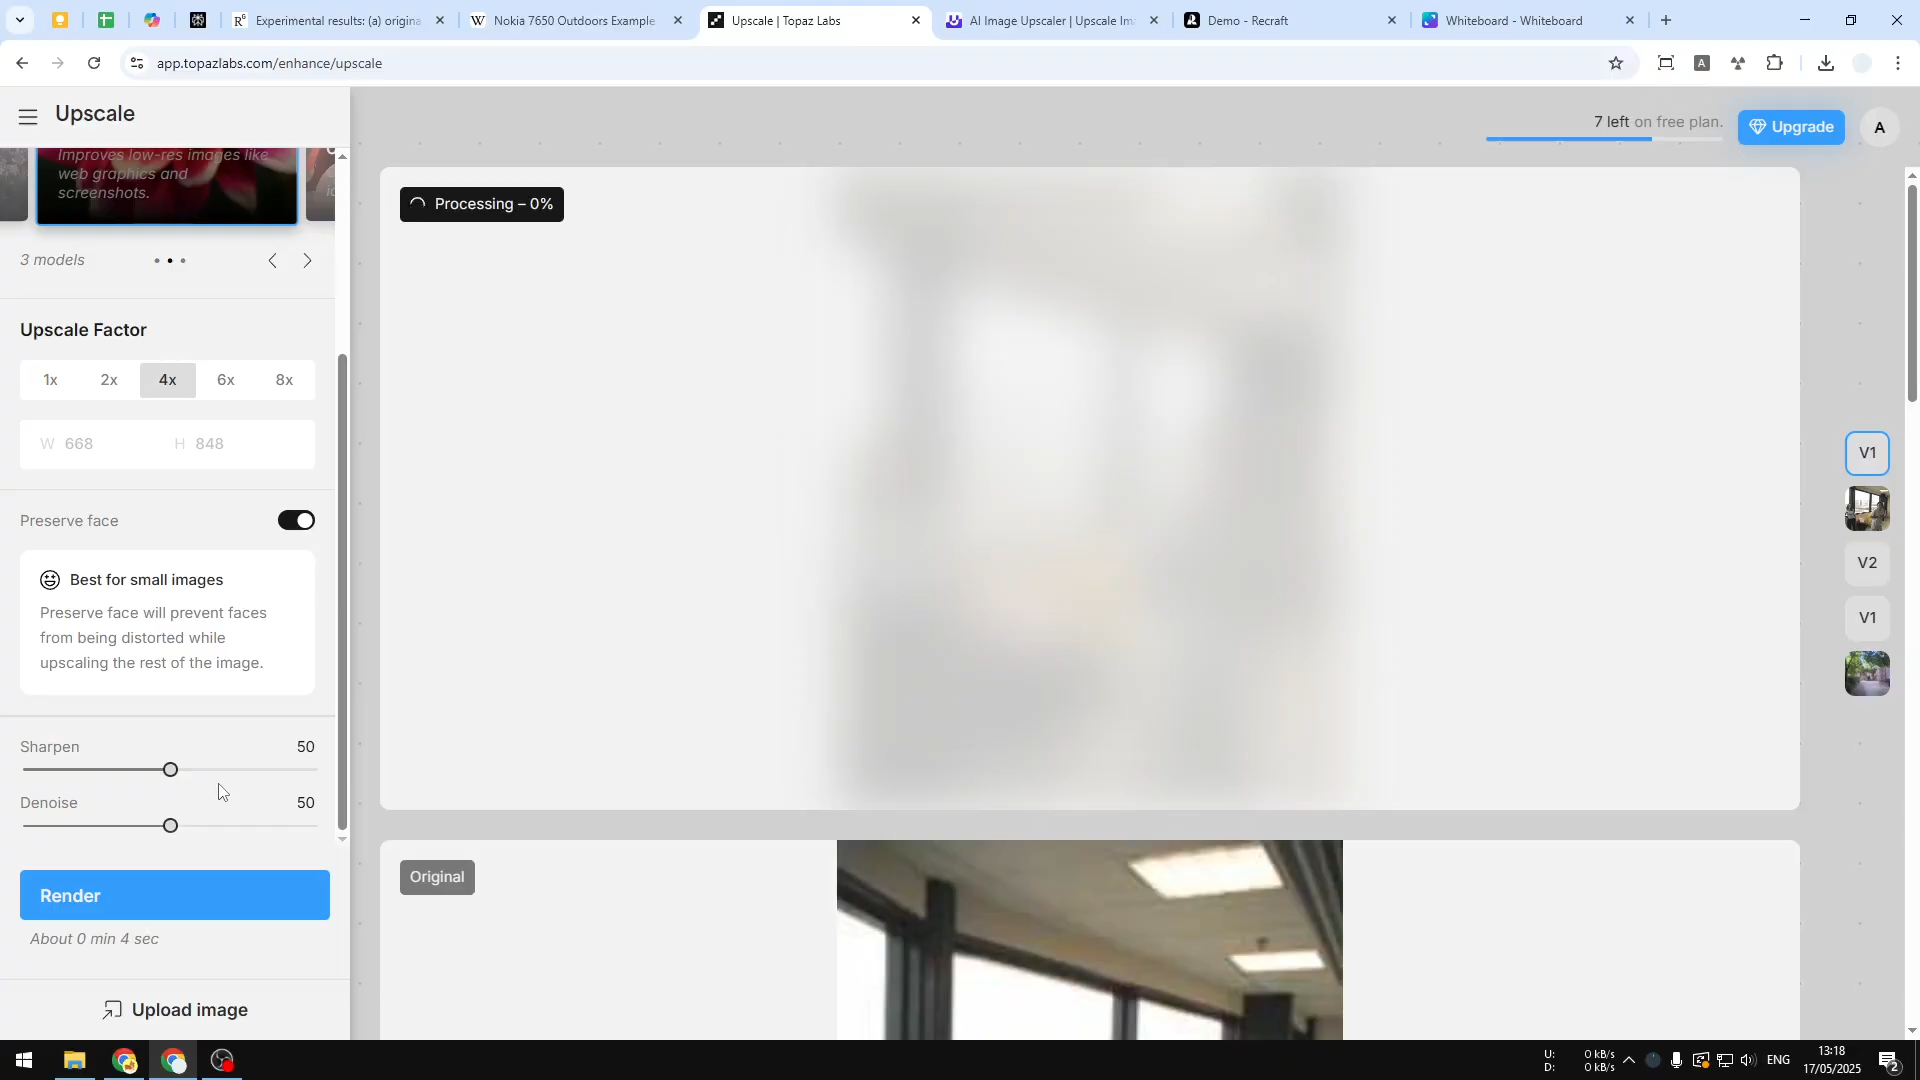 Experimental results: (a) origina
Nokia 7650 Outdoors Example
Upscale | Topaz Labs
AI Image Upscaler | Upscale Im
Demo - Recraft
Whiteboard - Whiteboard
app.topazlabs.com/enhance/upscale
Upscale
7 left on free plan.
Upgrade
A
Improves low-res images like
web graphics and
screenshots.
Processing – 0%
3 models
Upscale Factor
1x 2x 4x 6x 8x
W 668 H 848
V1
Preserve face
V2
Best for small images
Preserve face will prevent faces
from being distorted while
upscaling the rest of the image.
V1
Sharpen 50
Denoise 50
Original
Render
About 0 min 4 sec
Upload image
U: 0 kB/s
D: 0 kB/s
ENG
13:18
17/05/2025
2